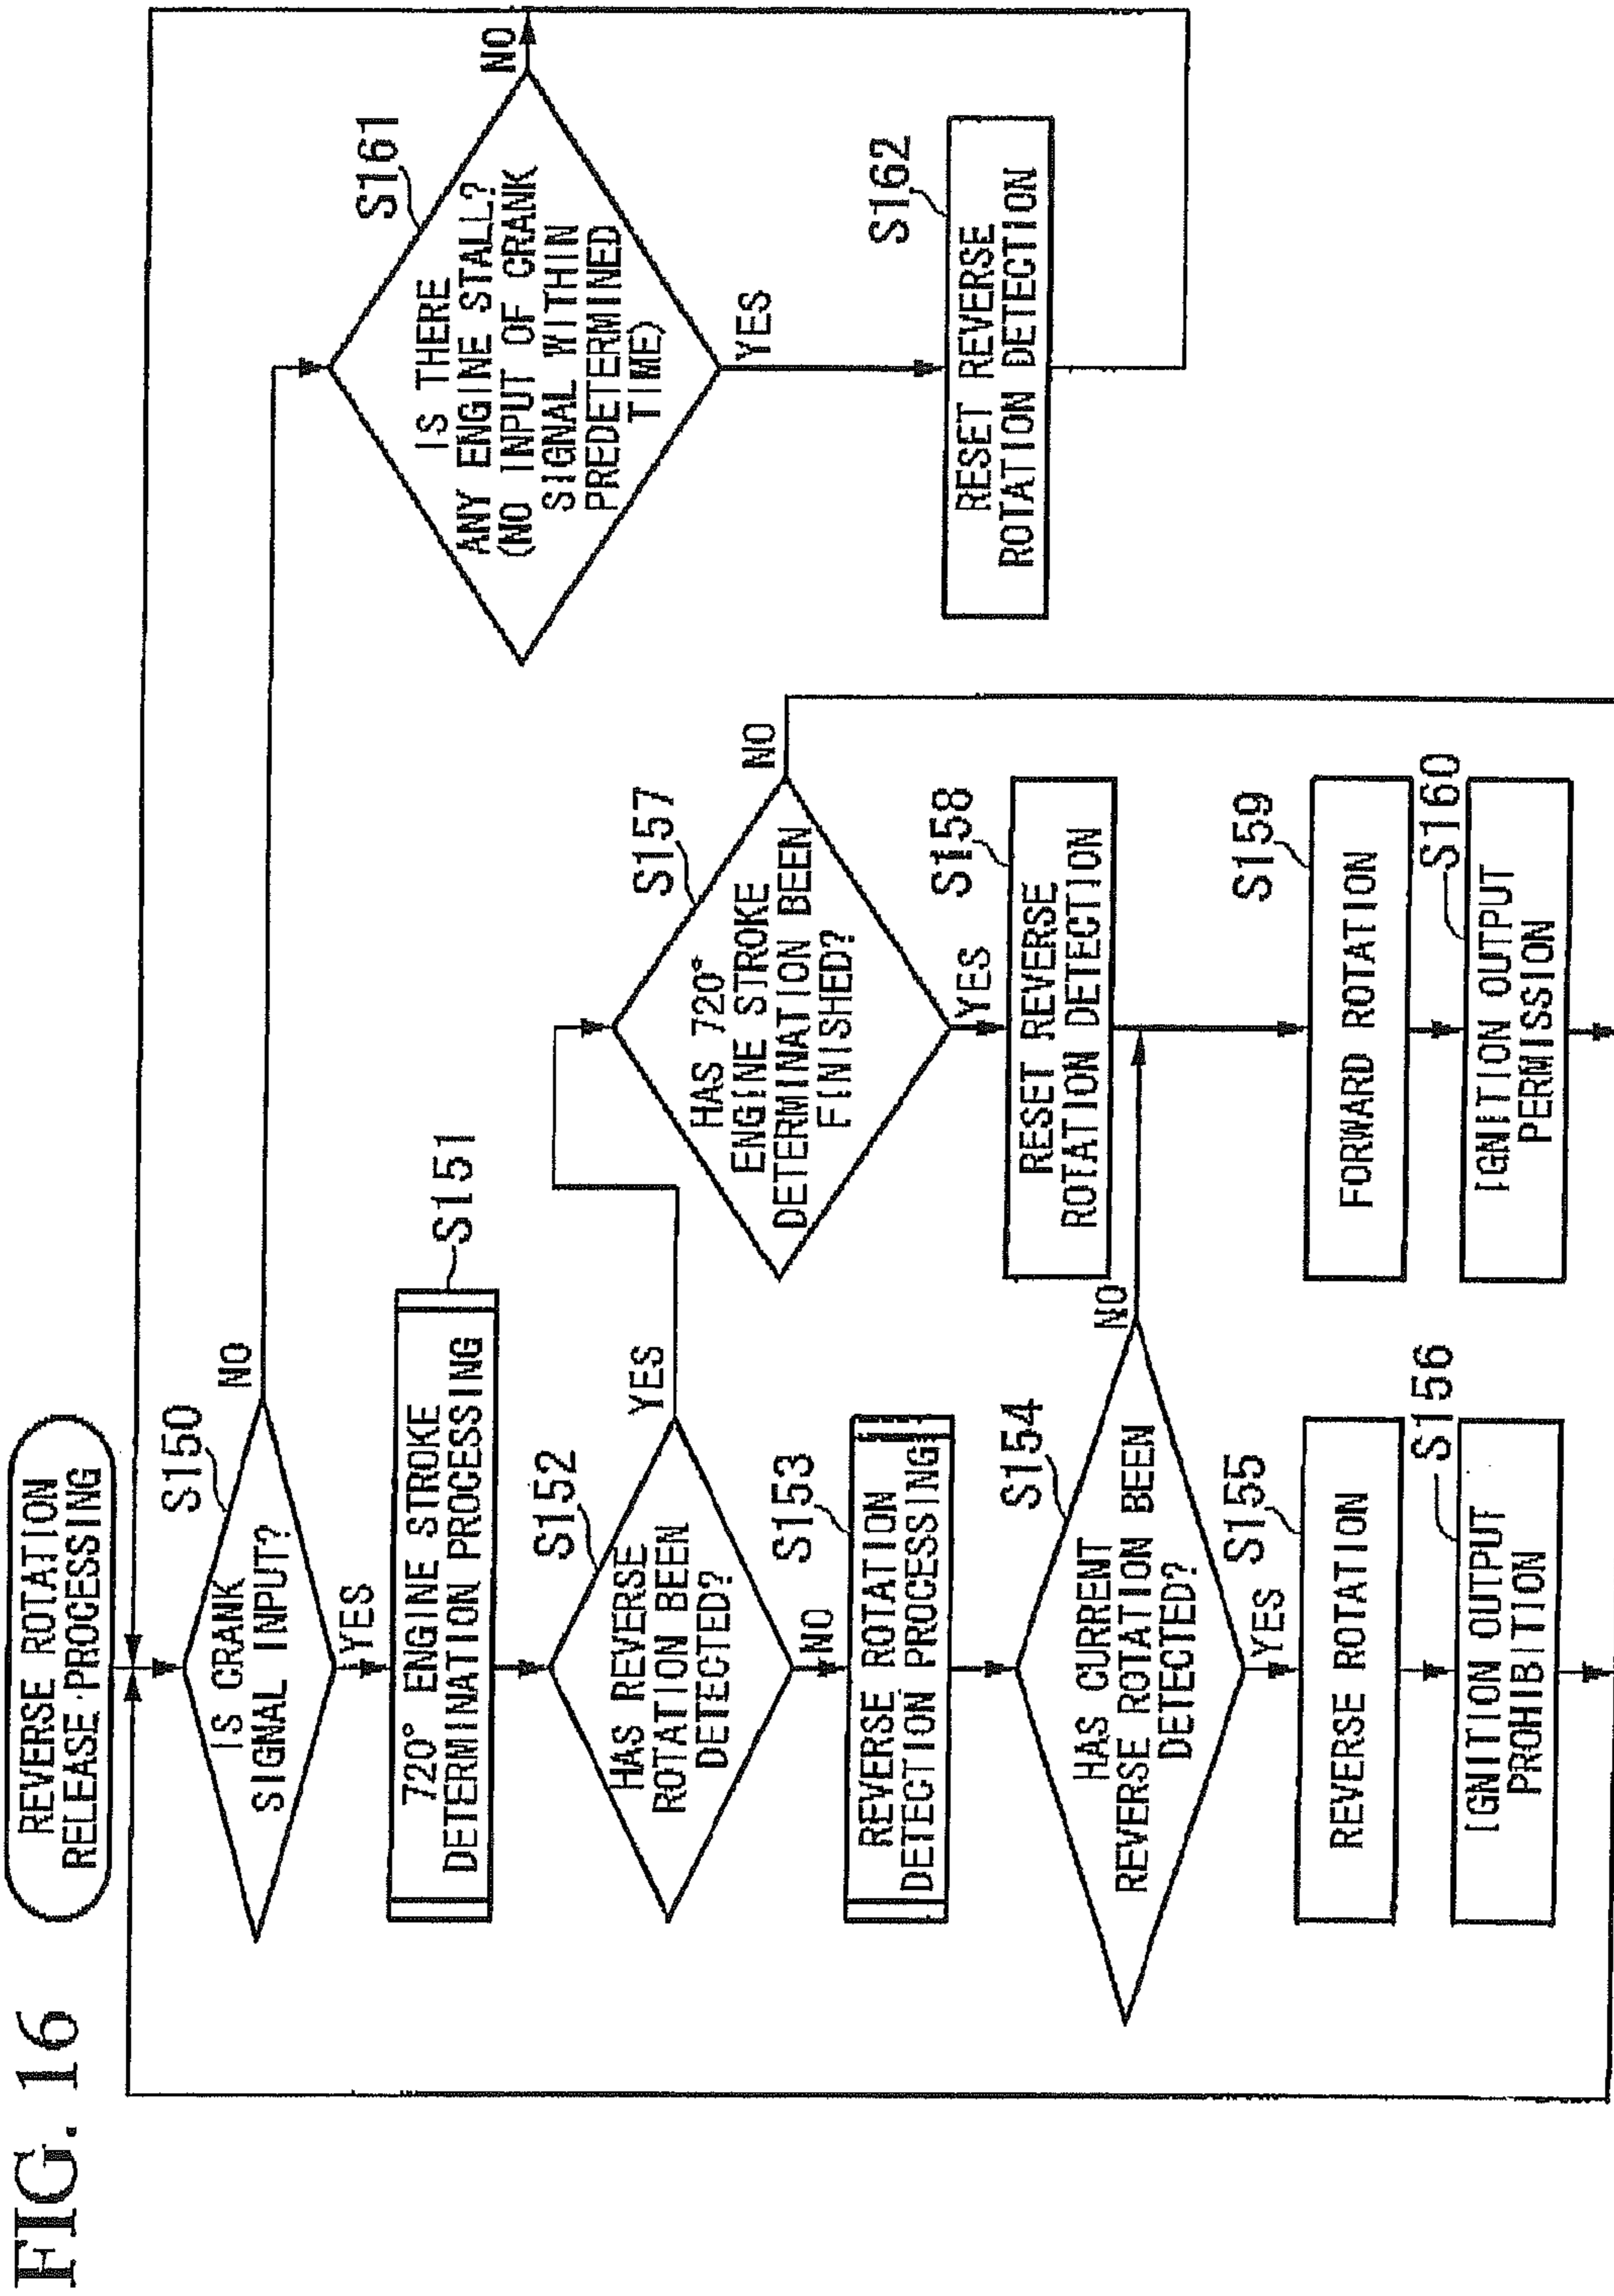 FIG. 16
REVERSE ROTATION
RELEASE PROCESSING
S150
IS CRANK
SIGNAL INPUT?
NO
YES
S151
720° ENGINE STROKE
DETERMINATION PROCESSING
S152
HAS REVERSE
ROTATION BEEN
DETECTED?
YES
NO
S153
REVERSE ROTATION
DETECTION PROCESSING
S154
HAS CURRENT
REVERSE ROTATION BEEN
DETECTED?
NO
YES
S155
REVERSE ROTATION
S156
IGNITION OUTPUT
PROHIBITION
S157
HAS 720°
ENGINE STROKE
DETERMINATION BEEN
FINISHED?
NO
YES
S158
RESET REVERSE
ROTATION DETECTION
S159
FORWARD ROTATION
S160
IGNITION OUTPUT
PERMISSION
S161
IS THERE
ANY ENGINE STALL?
(NO INPUT OF CRANK
SIGNAL WITHIN
PREDETERMINED
TIME)
NO
YES
S162
RESET REVERSE
ROTATION DETECTION